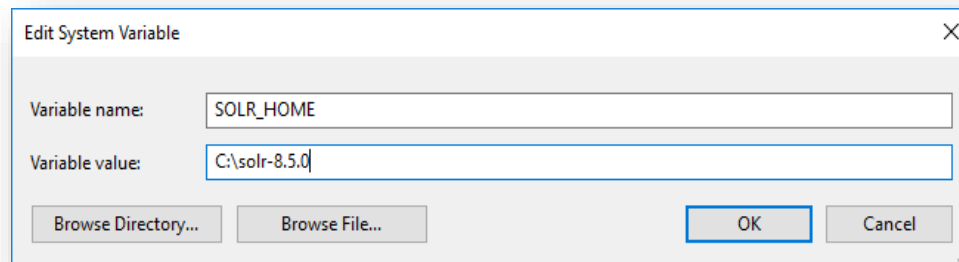 Edit System Variable
Variable name: SOLR_HOME
Variable value: C:\solr-8.5.0
Browse Directory... Browse File... OK Cancel